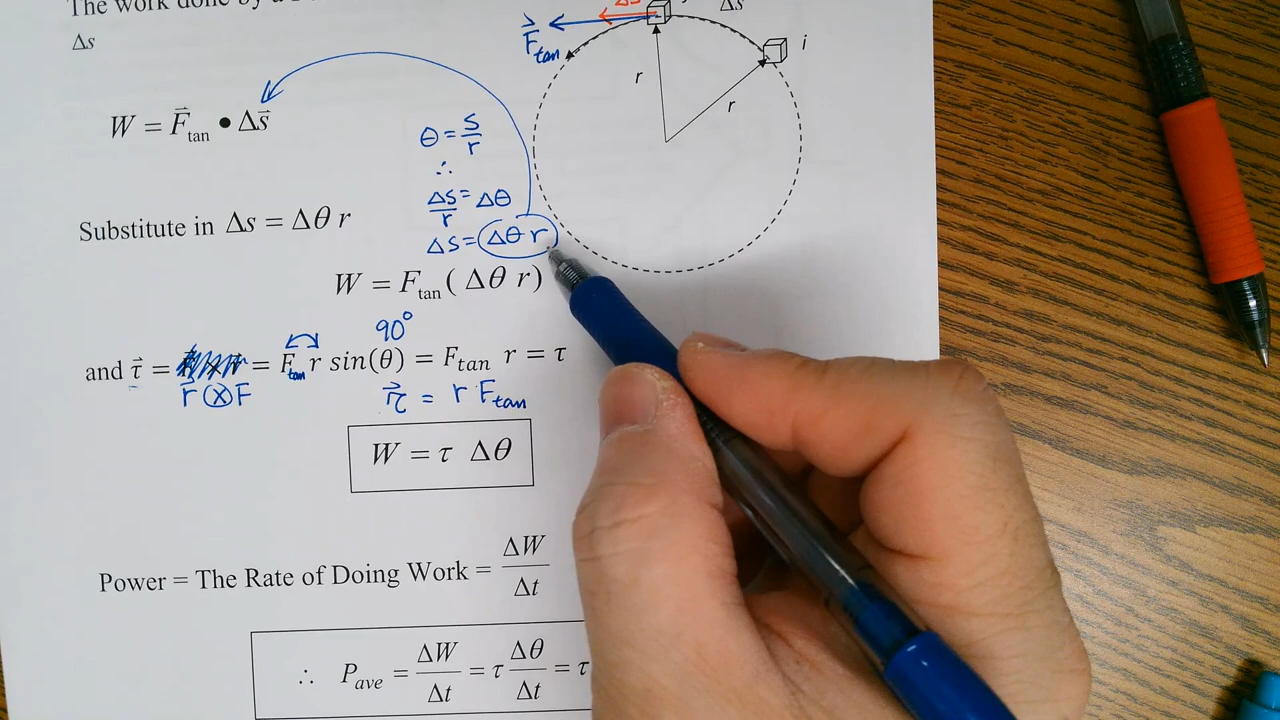 The work done by a
Δs
Δs
Δs
F⃗tan
i
r
r
W = F⃗tan • Δs⃗
θ = s/r
∴
Δs/r = Δθ
Δs = Δθ r
Substitute in Δs = Δθ r
W = Ftan ( Δθ r)
90°
and τ⃗ = = Ftan r sin(θ) = Ftan r = τ
r⃗ ⓧ F
τ⃗ = r Ftan
W = τ Δθ
Power = The Rate of Doing Work = ΔW/Δt
∴ Pave = ΔW/Δt = τ Δθ/Δt = τ